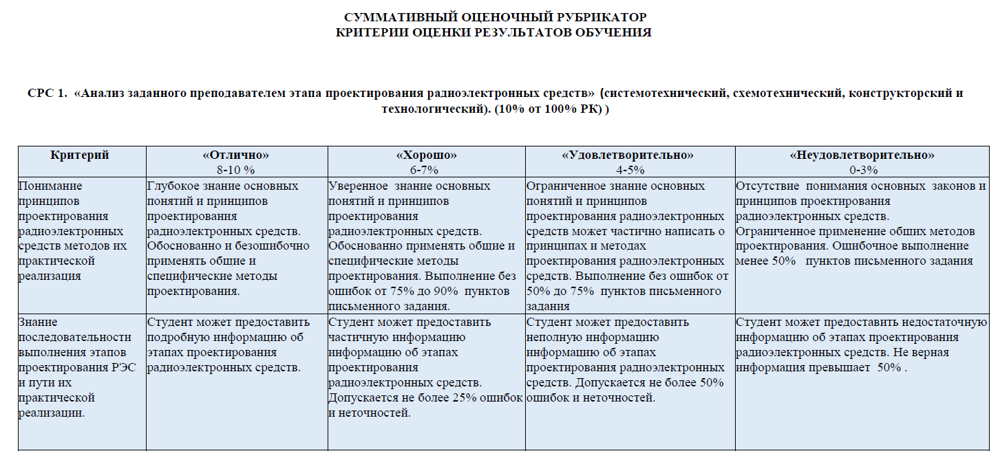 СУММАТИВНЫЙ ОЦЕНОЧНЫЙ РУБРИКАТОР
КРИТЕРИИ ОЦЕНКИ РЕЗУЛЬТАТОВ ОБУЧЕНИЯ
СРС 1. «Анализ заданного преподавателем этапа проектирования радиоэлектронных средств» (системотехнический, схемотехнический, конструкторский и
технологический). (10% от 100% РК) )
Критерий
«Отлично»
8-10 %
«Хорошо»
6-7%
«Удовлетворительно»
4-5%
«Неудовлетворительно»
0-3%
Понимание
принципов
проектирования
радиоэлектронных
средств методов их
практической
реализация
Глубокое знание основных
понятий и принципов
проектирования
радиоэлектронных средств.
Обоснованно и безошибочно
применять общие и
специфические методы
проектирования.
Уверенное знание основных
понятий и принципов
проектирования
радиоэлектронных средств.
Обоснованно применять общие и
специфические методы
проектирования. Выполнение без
ошибок от 75% до 90% пунктов
письменного задания.
Ограниченное знание основных
понятий и принципов
проектирования радиоэлектронных
средств может частично написать о
принципах и методах
проектирования радиоэлектронных
средств. Выполнение без ошибок от
50% до 75% пунктов письменного
задания
Отсутствие понимания основных законов и
принципов проектирования
радиоэлектронных средств.
Ограниченное применение общих методов
проектирования. Ошибочное выполнение
менее 50% пунктов письменного задания
Знание
последовательности
выполнения этапов
проектирования РЭС
и пути их
практической
реализации.
Студент может предоставить
подробную информацию об
этапах проектирования
радиоэлектронных средств.
Студент может предоставить
частичную информацию
информацию об этапах
проектирования
радиоэлектронных средств.
Допускается не более 25% ошибок
и неточностей.
Студент может предоставить
неполную информацию
информацию об этапах
проектирования радиоэлектронных
средств. Допускается не более 50%
ошибок и неточностей.
Студент может предоставить недостаточную
информацию об этапах проектирования
радиоэлектронных средств. Не верная
информация превышает 50% .